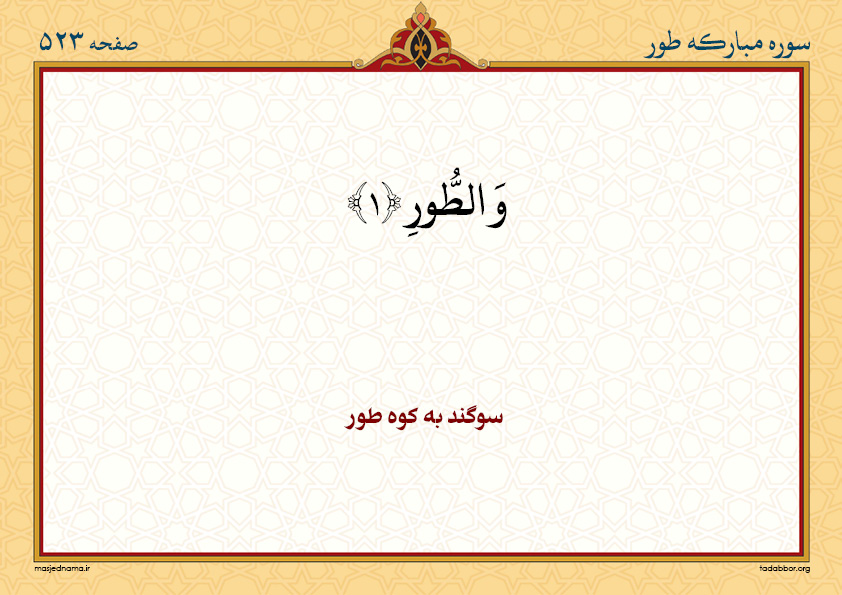 سوره مبارکه طور
صفحه ۵۲۳
وَالطُّورِ ﴿١﴾
سوگند به کوه طور
masjednama.ir
tadabbor.org